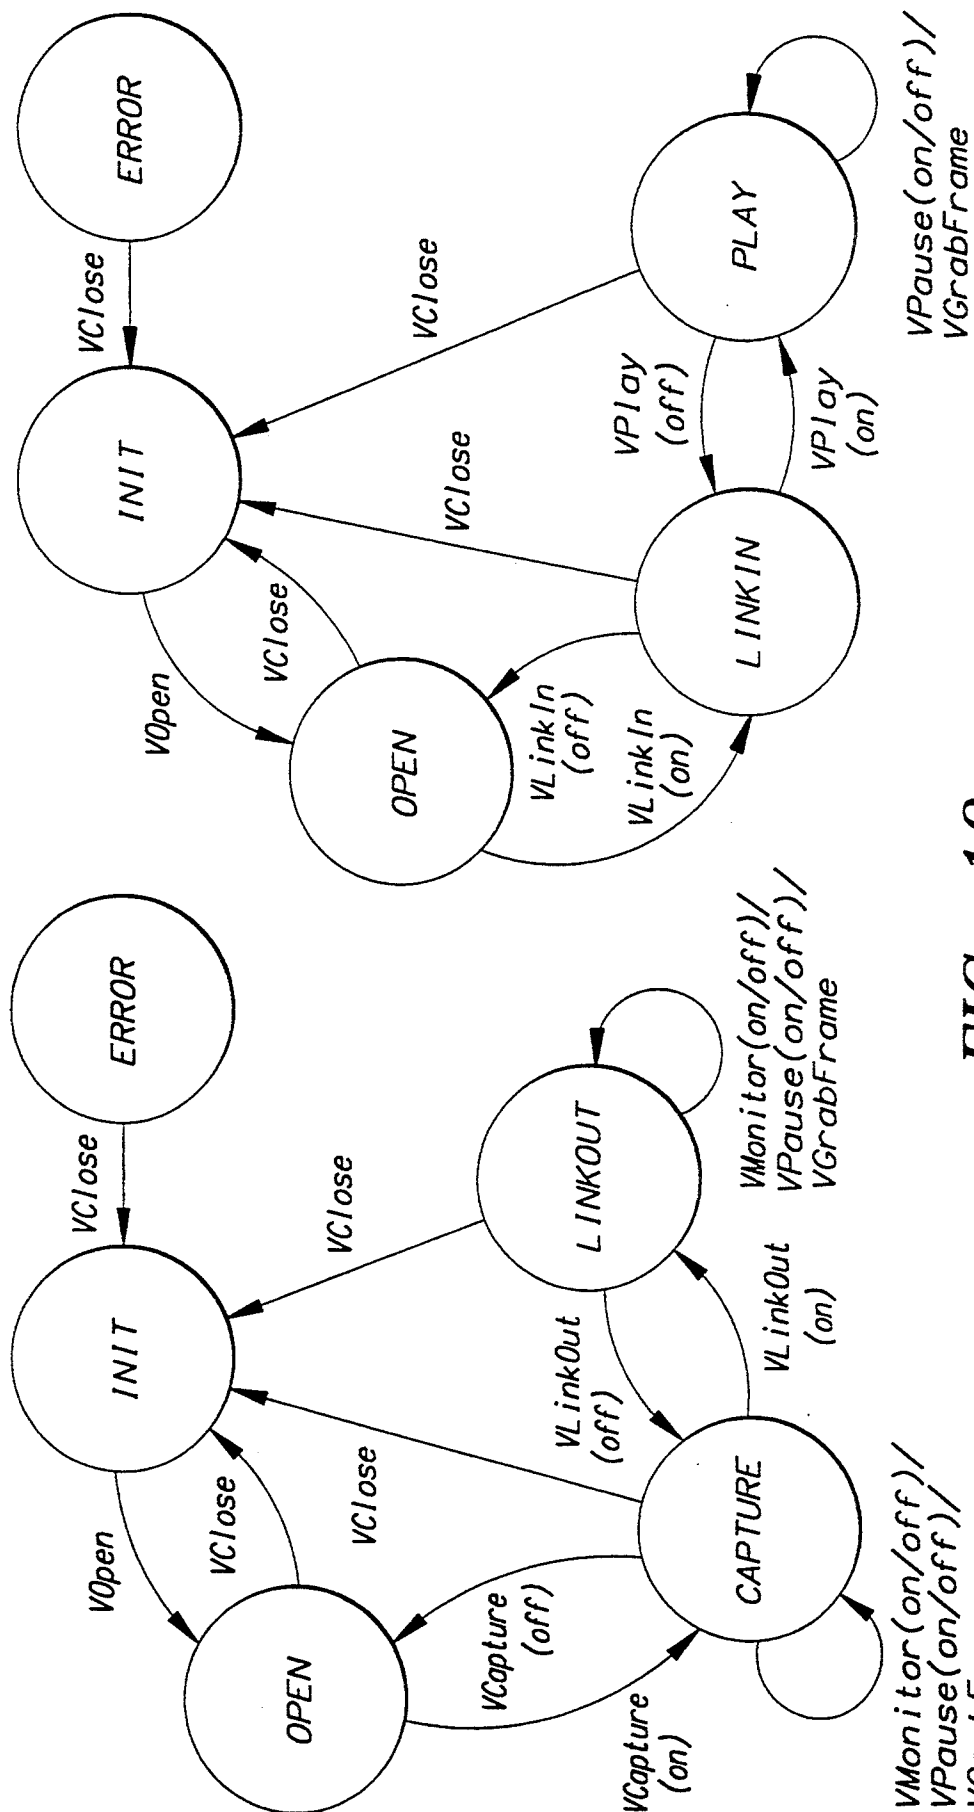 INIT
ERROR
VClose
VOpen
VClose
VClose
VClose
OPEN
VCapture
(off)
VCapture
(on)
CAPTURE
VLinkOut
(off)
VLinkOut
(on)
LINKOUT
VMonitor(on/off)/
VPause(on/off)/
VGrabFrame
VMonitor(on/off)/
VPause(on/off)/
INIT
ERROR
VClose
VOpen
VClose
VClose
VClose
OPEN
VLinkIn
(off)
VLinkIn
(on)
LINKIN
VPlay
(off)
VPlay
(on)
PLAY
VPause(on/off)/
VGrabFrame